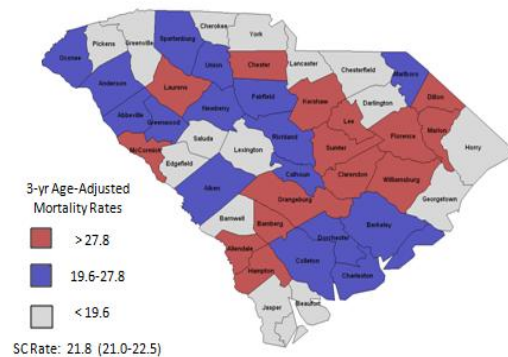 Cherokee
Spartanburg
York
Greenville
Pickens
Oconee
Union
Chester
Lancaster
Chesterfield
Marlboro
Anderson
Laurens
Fairfield
Kershaw
Darlington
Dillon
Abbeville
Greenwood
Newberry
Lee
Florence
Marion
McCormick
Saluda
Richland
Sumter
Horry
Edgefield
Lexington
Calhoun
Clarendon
Williamsburg
Aiken
Orangeburg
Georgetown
Barnwell
Bamberg
Berkeley
Dorchester
Allendale
Colleton
Charleston
Hampton
Jasper
Beaufort
3-yr Age-Adjusted
Mortality Rates
>27.8
19.6-27.8
<19.6
SC Rate: 21.8 (21.0-22.5)